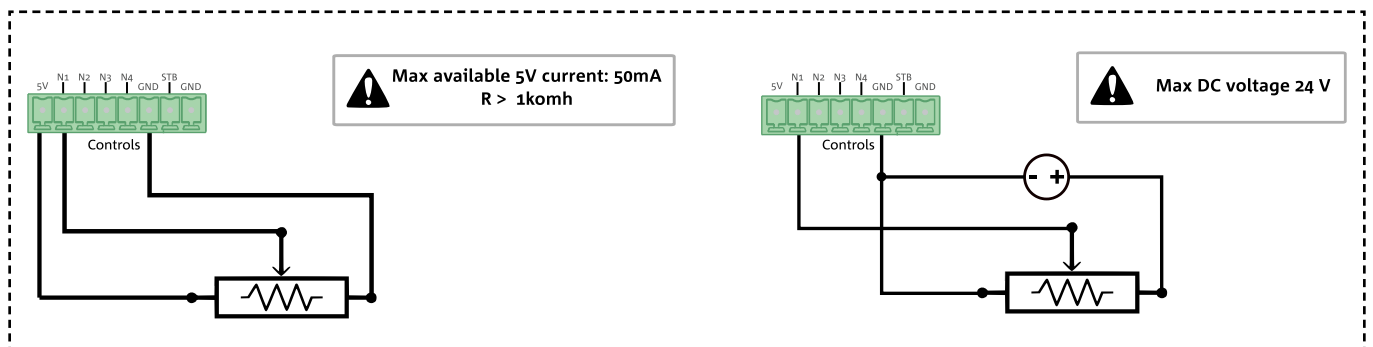 5V N1 N2 N3 N4 GND STB GND
Controls
Max available 5V current: 50mA
R > 1komh
5V N1 N2 N3 N4 GND STB GND
Controls
- +
Max DC voltage 24 V